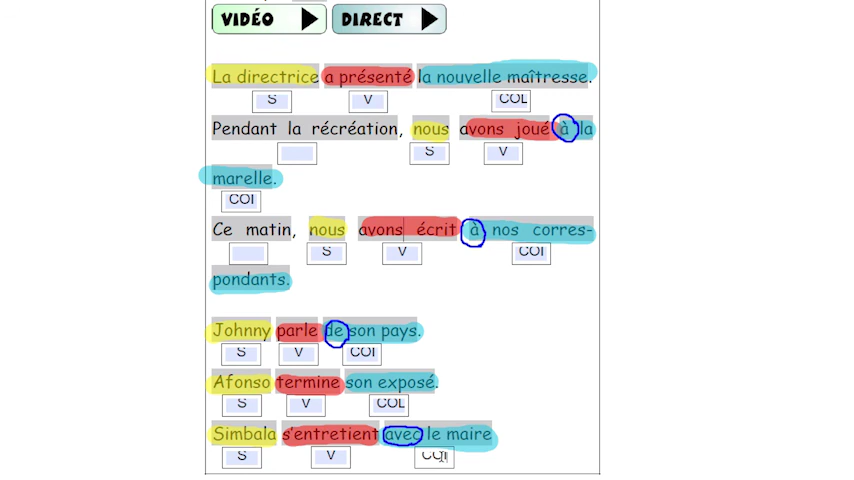 VIDÉO DIRECT
La directrice a présenté la nouvelle maîtresse.
S V COL
Pendant la récréation, nous avons joué à la
S V
marelle.
COI
Ce matin, nous avons écrit à nos corres-
S V COI
pondants.
Johnny parle de son pays.
S V COI
Afonso termine son exposé.
S V COL
Simbala s'entretient avec le maire
S V COI